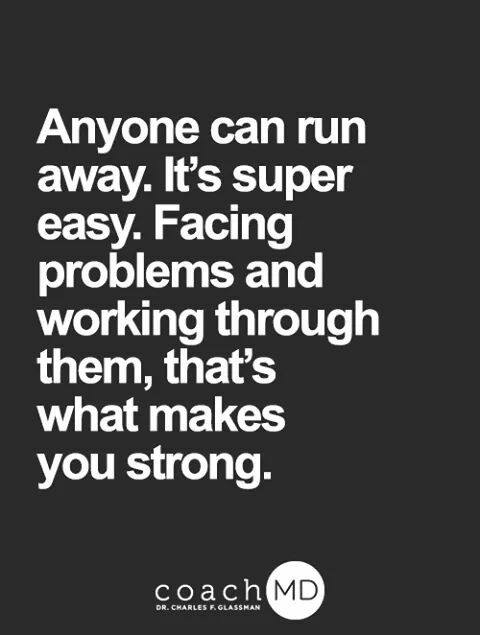 Anyone can run
away. It's super
easy. Facing
problems and
working through
them, that's
what makes
you strong.
coach MD
DR. CHARLES F. GLASSMAN